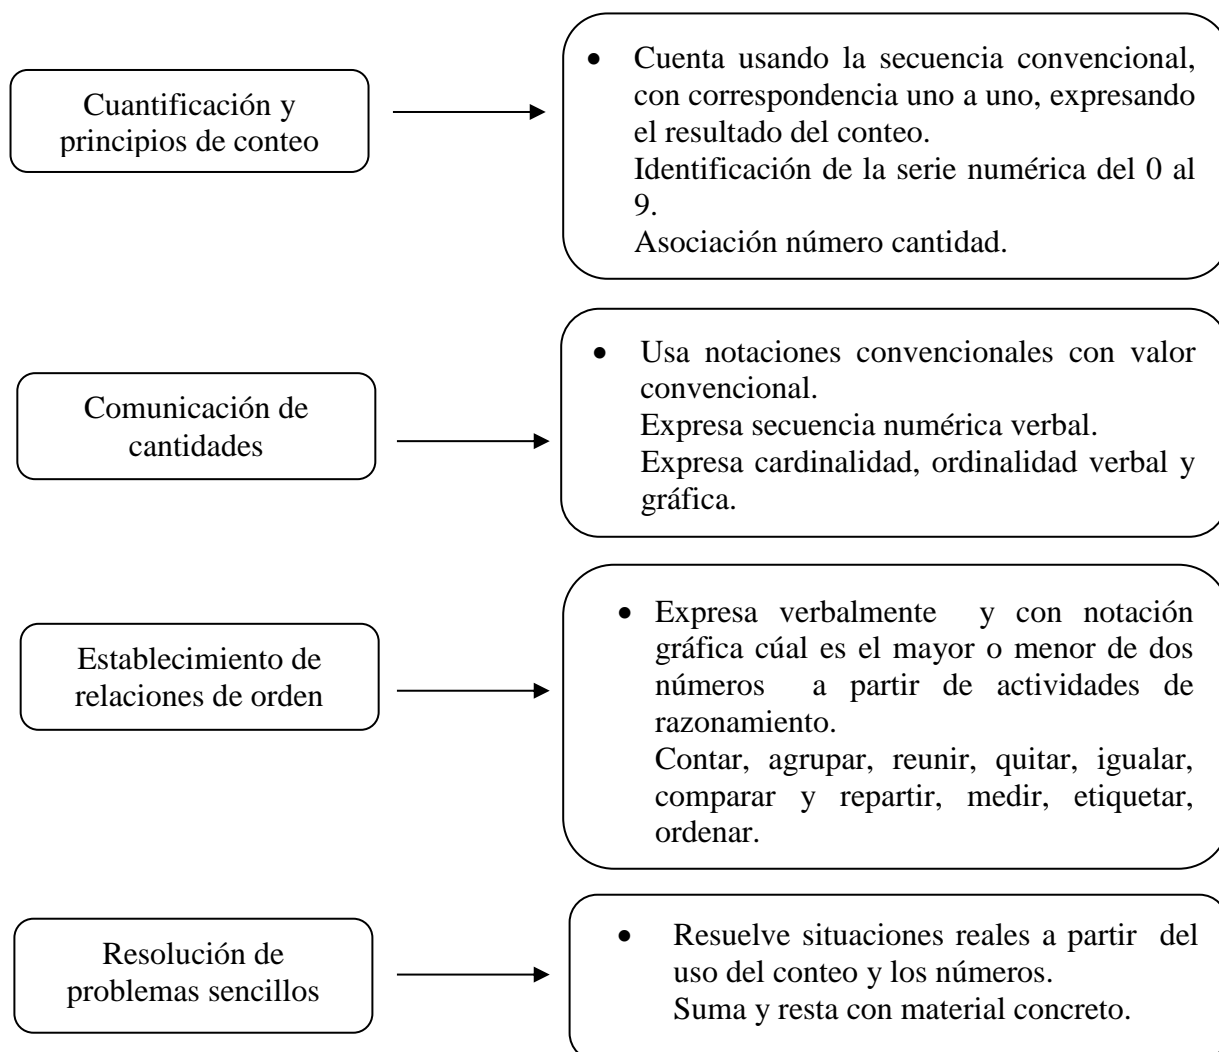 Cuantificación y
principios de conteo
• Cuenta usando la secuencia convencional,
con correspondencia uno a uno, expresando
el resultado del conteo.
Identificación de la serie numérica del 0 al
9.
Asociación número cantidad.
Comunicación de
cantidades
• Usa notaciones convencionales con valor
convencional.
Expresa secuencia numérica verbal.
Expresa cardinalidad, ordinalidad verbal y
gráfica.
Establecimiento de
relaciones de orden
• Expresa verbalmente y con notación
gráfica cúal es el mayor o menor de dos
números a partir de actividades de
razonamiento.
Contar, agrupar, reunir, quitar, igualar,
comparar y repartir, medir, etiquetar,
ordenar.
Resolución de
problemas sencillos
• Resuelve situaciones reales a partir del
uso del conteo y los números.
Suma y resta con material concreto.